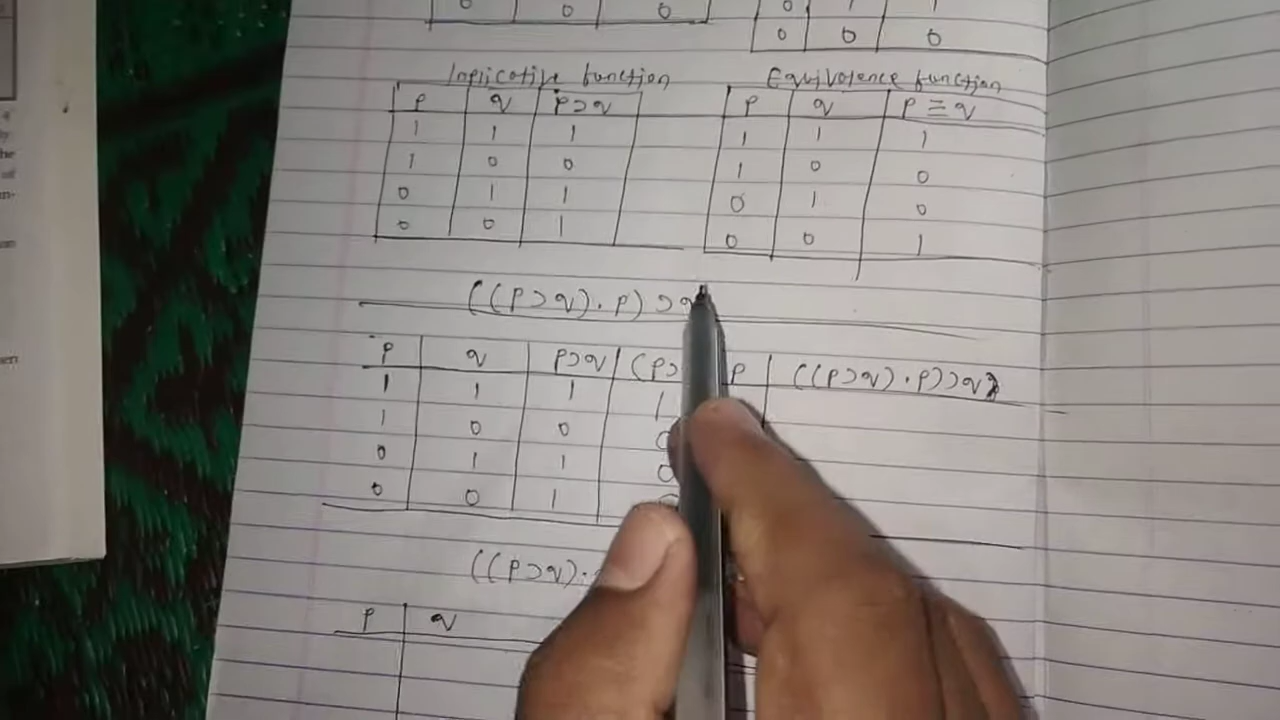 0 0 0
0 1 1
0 0 0
Inplicative function
p q p⊃q
1 1 1
1 0 0
0 1 1
0 0 1
Equivalence function
p q p ≡ q
1 1 1
1 0 0
0 1 0
0 0 1
((p⊃q).p)⊃q
p q p⊃q (p⊃ p ((p⊃q).p)⊃q)
1 1 1 1
1 0 0 0
0 1 1 0
0 0 1 0
((p⊃q).
p q